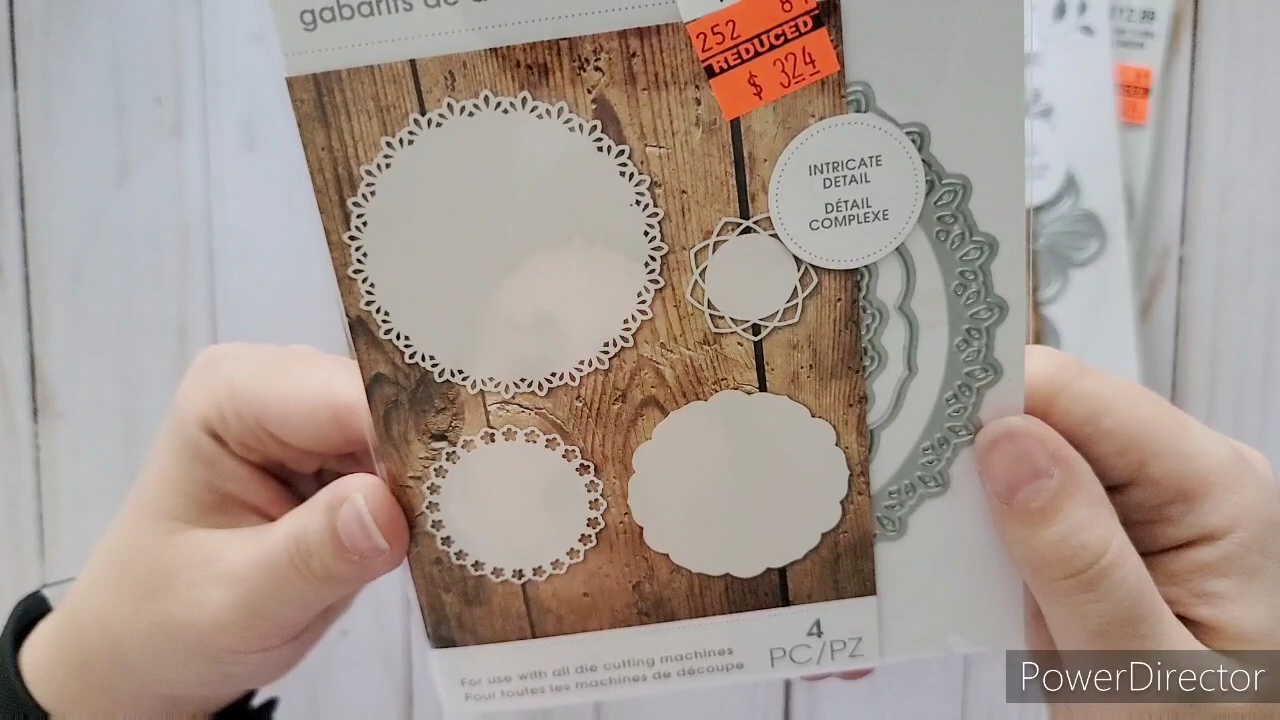 gabarits de
252 81
REDUCED
$ 324
INTRICATE
DETAIL
DÉTAIL
COMPLEXE
4
PC/PZ
For use with all die cutting machines
Pour toutes les machines de découpe
PowerDirector